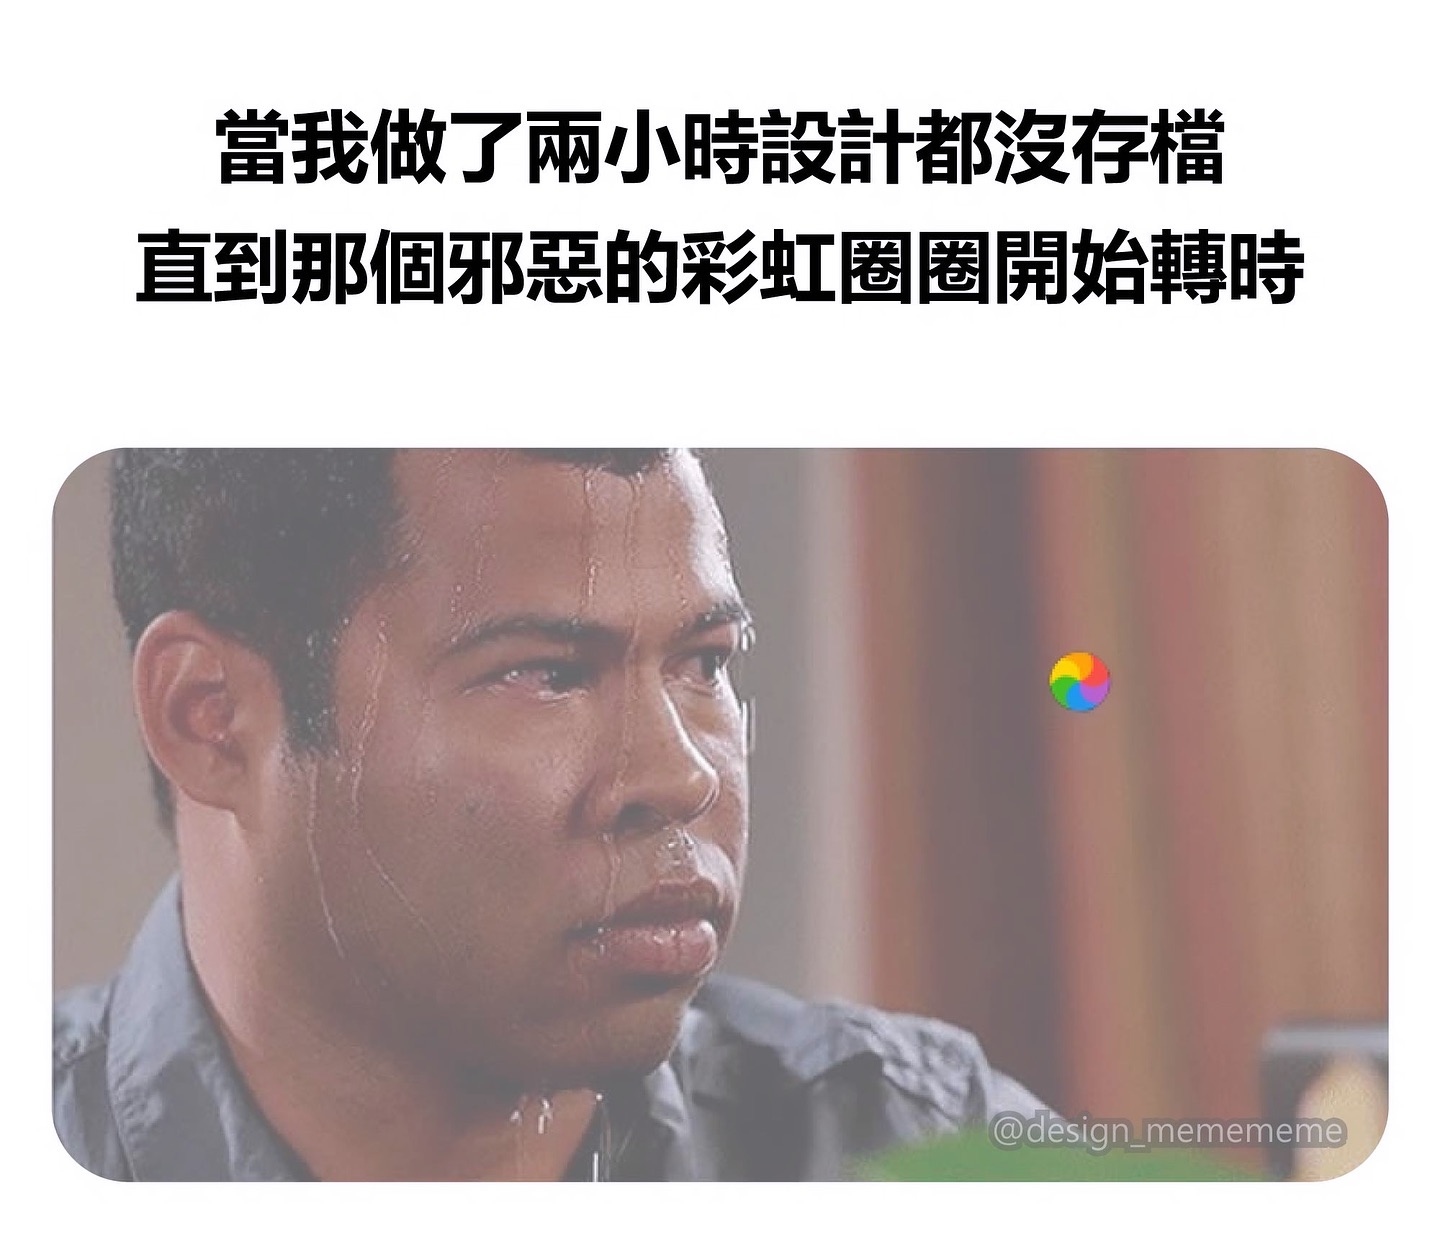 當我做了兩小時設計都沒存檔
直到那個邪惡的彩虹圈圈開始轉時
@design_memememe